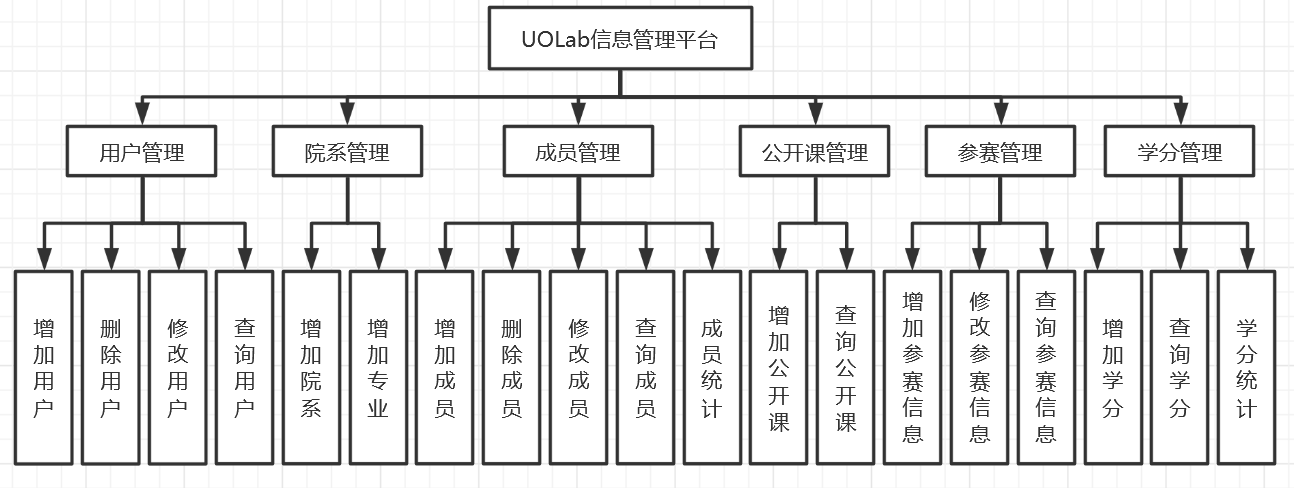 UOLab信息管理平台
用户管理
院系管理
成员管理
公开课管理
参赛管理
学分管理
增加用户
删除用户
修改用户
查询用户
增加院系
增加专业
增加成员
删除成员
修改成员
查询成员
成员统计
增加公开课
查询公开课
增加参赛信息
修改参赛信息
查询参赛信息
增加学分
查询学分
学分统计